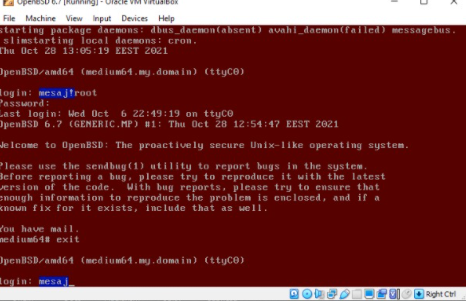 OpenBSD 6.7 [Running] - Oracle VM VirtualBox
Machine View Input Devices Help
starting package daemons: dbus_daemon(absent) avahi_daemon(failed) messagebus.
slimstarting local daemons: cron.
Thu Oct 28 13:05:19 EEST 2021
OpenBSD/amd64 (medium64.my.domain) (ttyC0)
login: mesaj!root
Password:
Last login: Wed Oct  6 22:49:19 on ttyC0
OpenBSD 6.7 (GENERIC.MP) #1: Thu Oct 28 12:54:47 EEST 2021
Welcome to OpenBSD: The proactively secure Unix-like operating system.
Please use the sendbug(1) utility to report bugs in the system.
Before reporting a bug, please try to reproduce it with the latest
version of the code.  With bug reports, please try to ensure that
enough information to reproduce the problem is enclosed, and if a
known fix for it exists, include that as well.
You have mail.
medium64# exit
OpenBSD/amd64 (medium64.my.domain) (ttyC0)
login: mesaj_
Right Ctrl